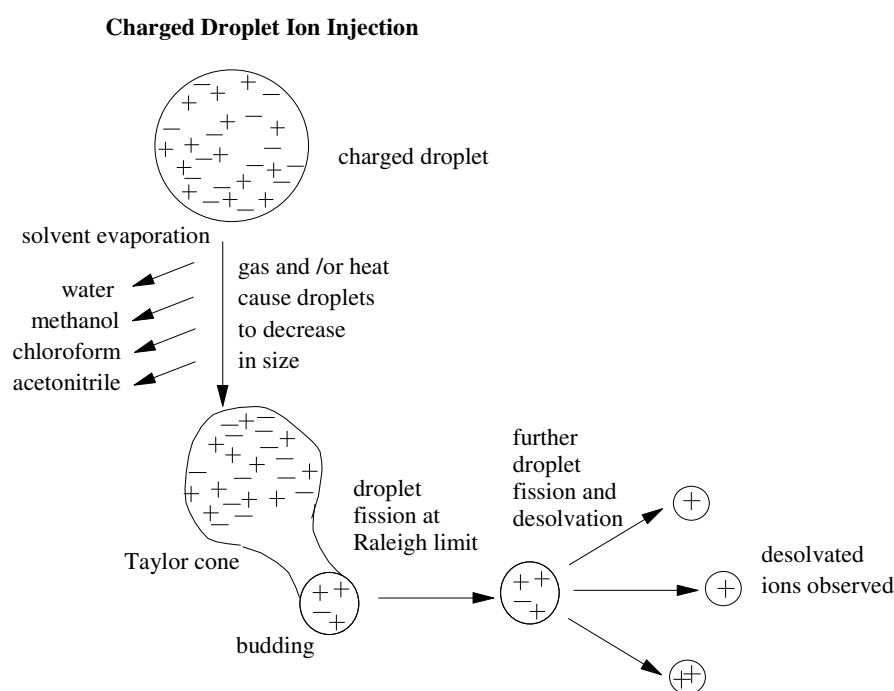 Charged Droplet Ion Injection
charged droplet
solvent evaporation
water
methanol
chloroform
acetonitrile
gas and /or heat
cause droplets
to decrease
in size
Taylor cone
budding
droplet
fission at
Raleigh limit
further
droplet
fission and
desolvation
desolvated
ions observed